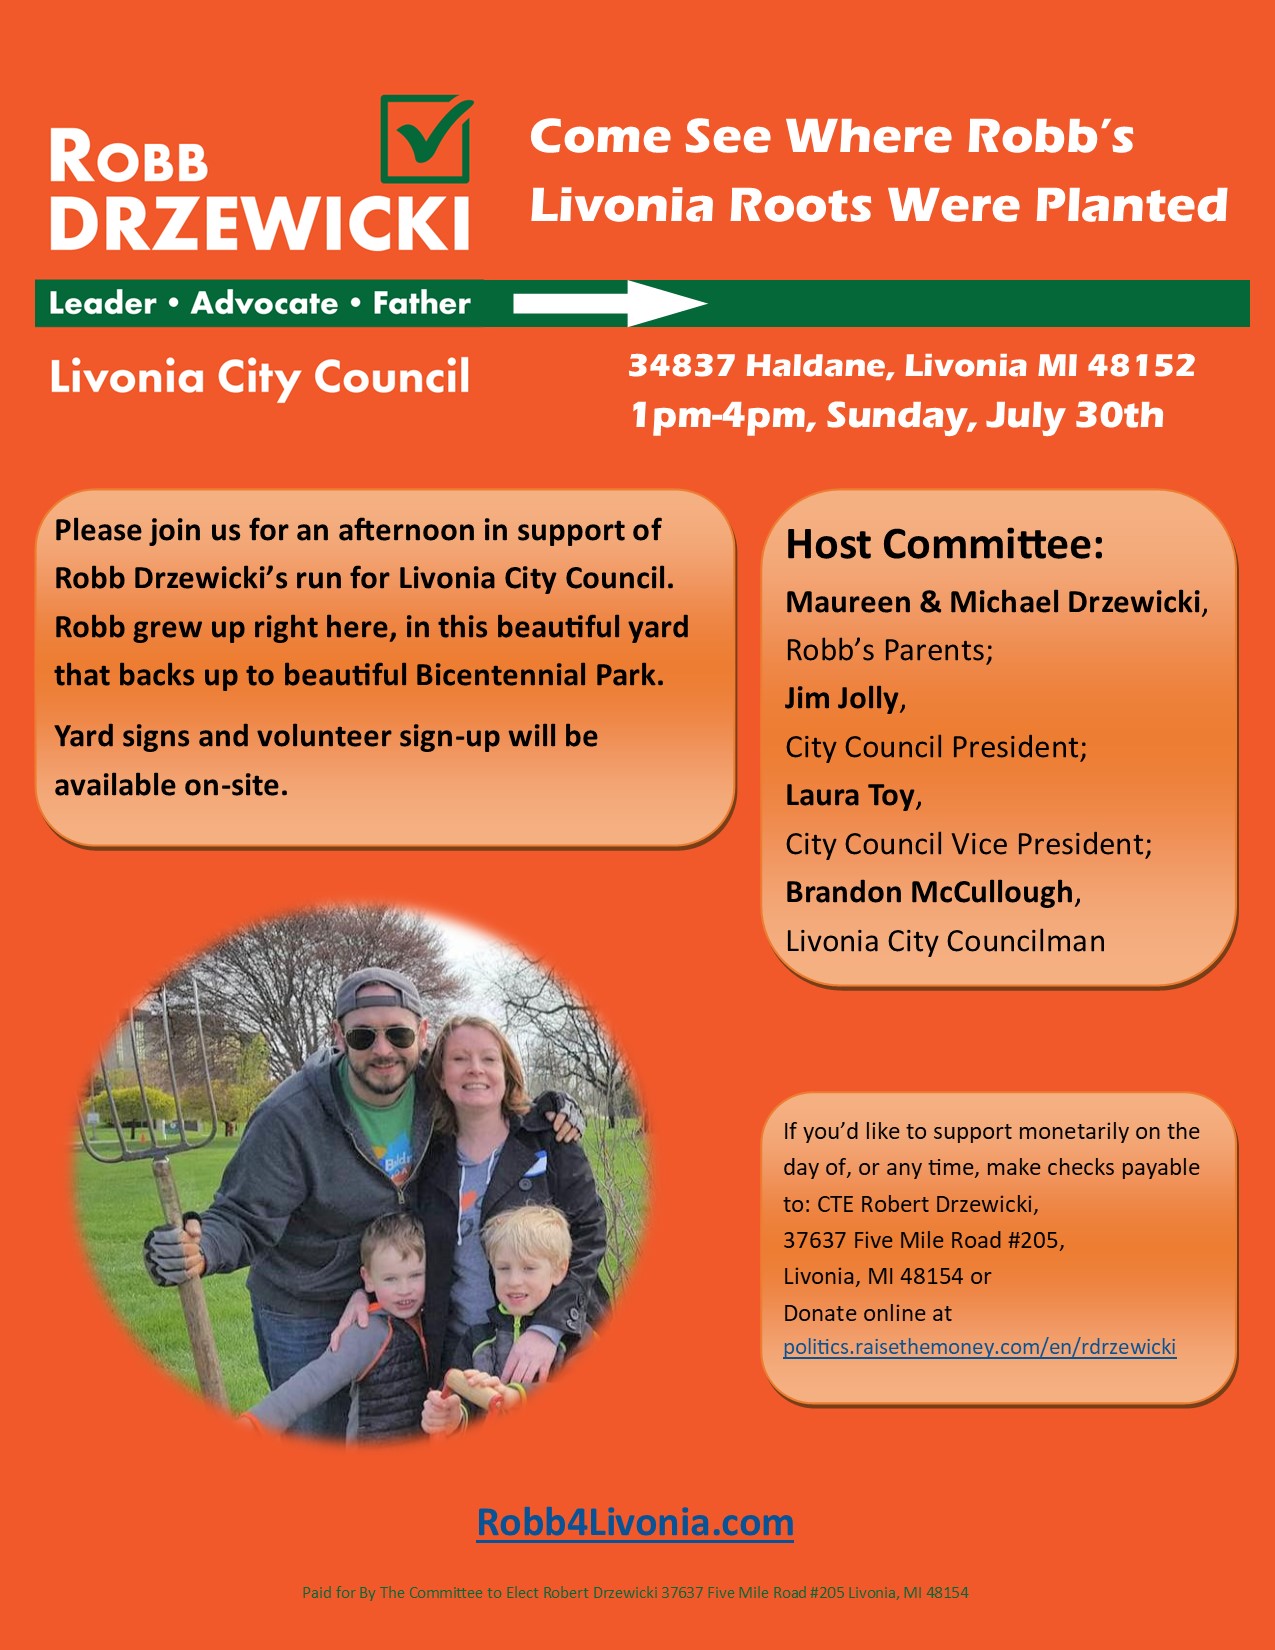 ROBB
DRZEWICKI
Leader • Advocate • Father
Livonia City Council
Come See Where Robb's
Livonia Roots Were Planted
34837 Haldane, Livonia MI 48152
1pm-4pm, Sunday, July 30th
Please join us for an afternoon in support of
Robb Drzewicki's run for Livonia City Council.
Robb grew up right here, in this beautiful yard
that backs up to beautiful Bicentennial Park.
Yard signs and volunteer sign-up will be
available on-site.
Host Committee:
Maureen & Michael Drzewicki,
Robb's Parents;
Jim Jolly,
City Council President;
Laura Toy,
City Council Vice President;
Brandon McCullough,
Livonia City Councilman
If you'd like to support monetarily on the
day of, or any time, make checks payable
to: CTE Robert Drzewicki,
37637 Five Mile Road #205,
Livonia, MI 48154 or
Donate online at
politics.raisethemoney.com/en/rdrzewicki
Robb4Livonia.com
Paid for By The Committee to Elect Robert Drzewicki 37637 Five Mile Road #205 Livonia, MI 48154